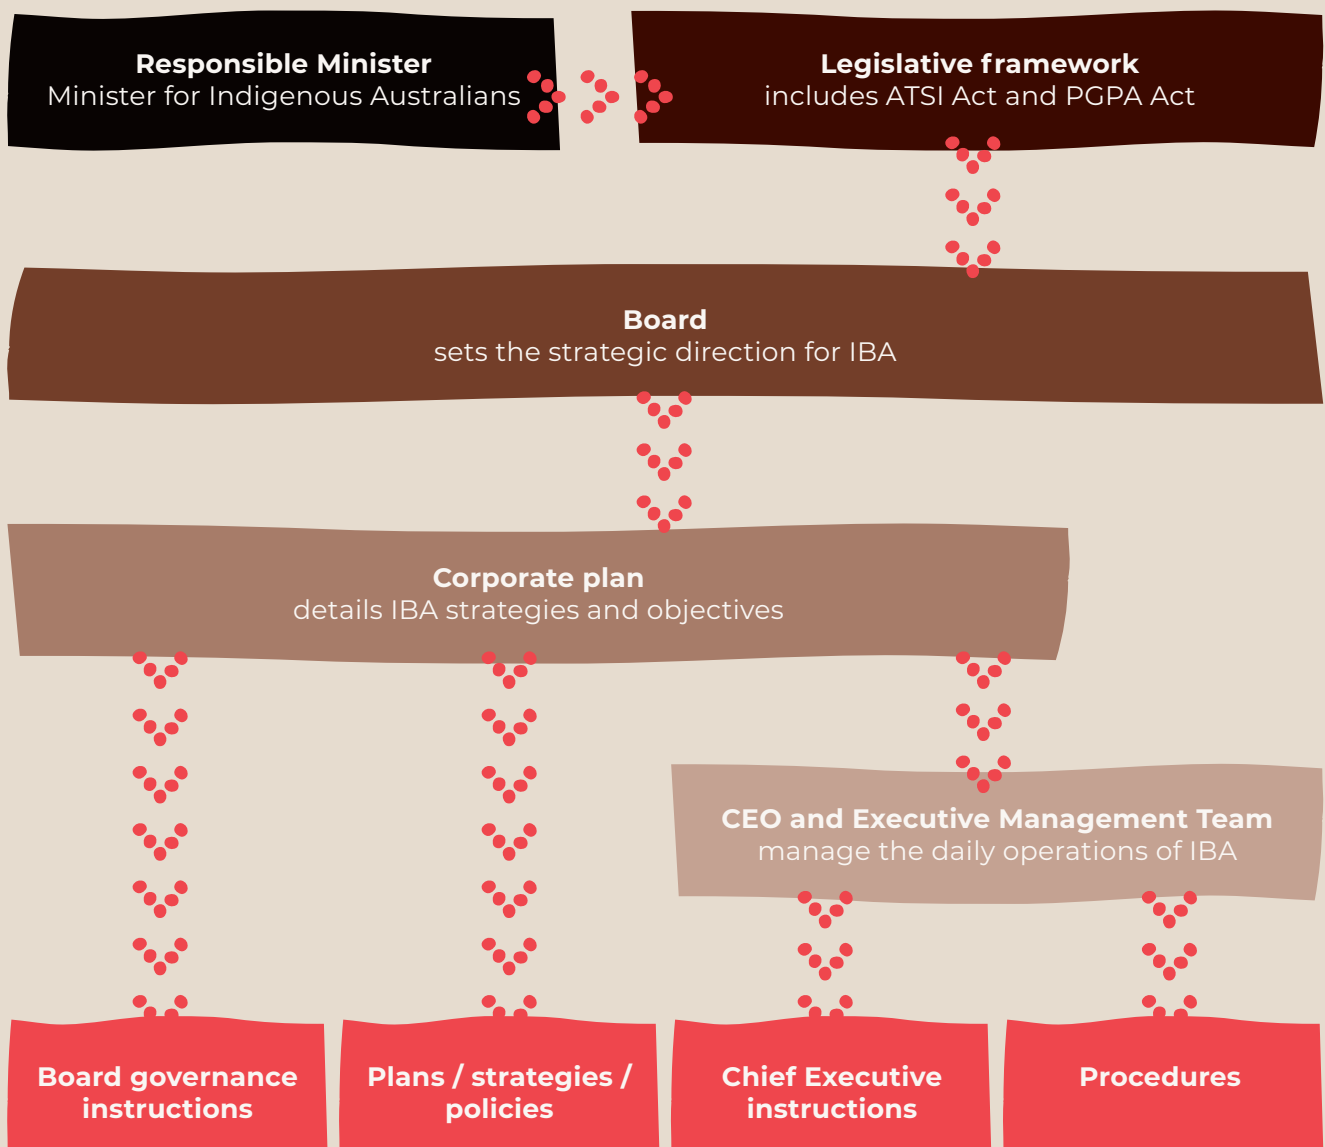 Responsible Minister
Minister for Indigenous Australians
Legislative framework
includes ATSI Act and PGPA Act
Board
sets the strategic direction for IBA
Corporate plan
details IBA strategies and objectives
CEO and Executive Management Team
manage the daily operations of IBA
Board governance
instructions
Plans / strategies /
policies
Chief Executive
instructions
Procedures